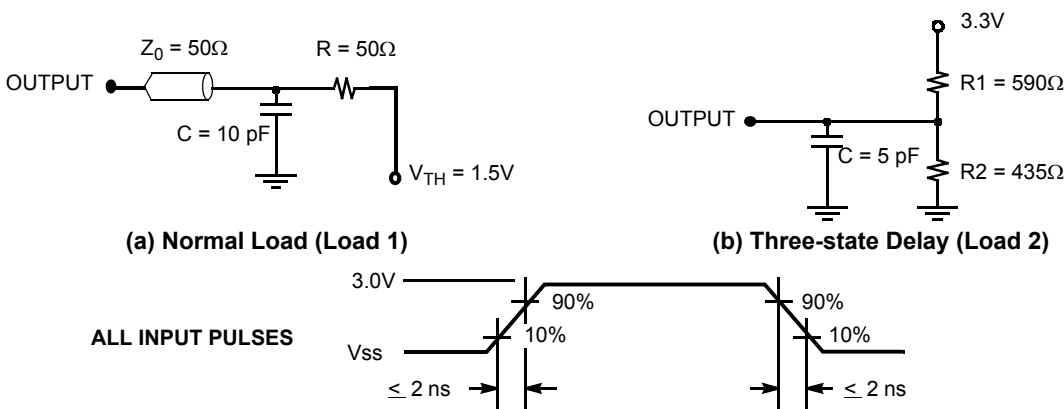 Z0 = 50Ω
R = 50Ω
OUTPUT
C = 10 pF
VTH = 1.5V
(a) Normal Load (Load 1)
3.3V
R1 = 590Ω
OUTPUT
C = 5 pF
R2 = 435Ω
(b) Three-state Delay (Load 2)
3.0V
90%
90%
ALL INPUT PULSES
10%
10%
Vss
≤ 2 ns
≤ 2 ns